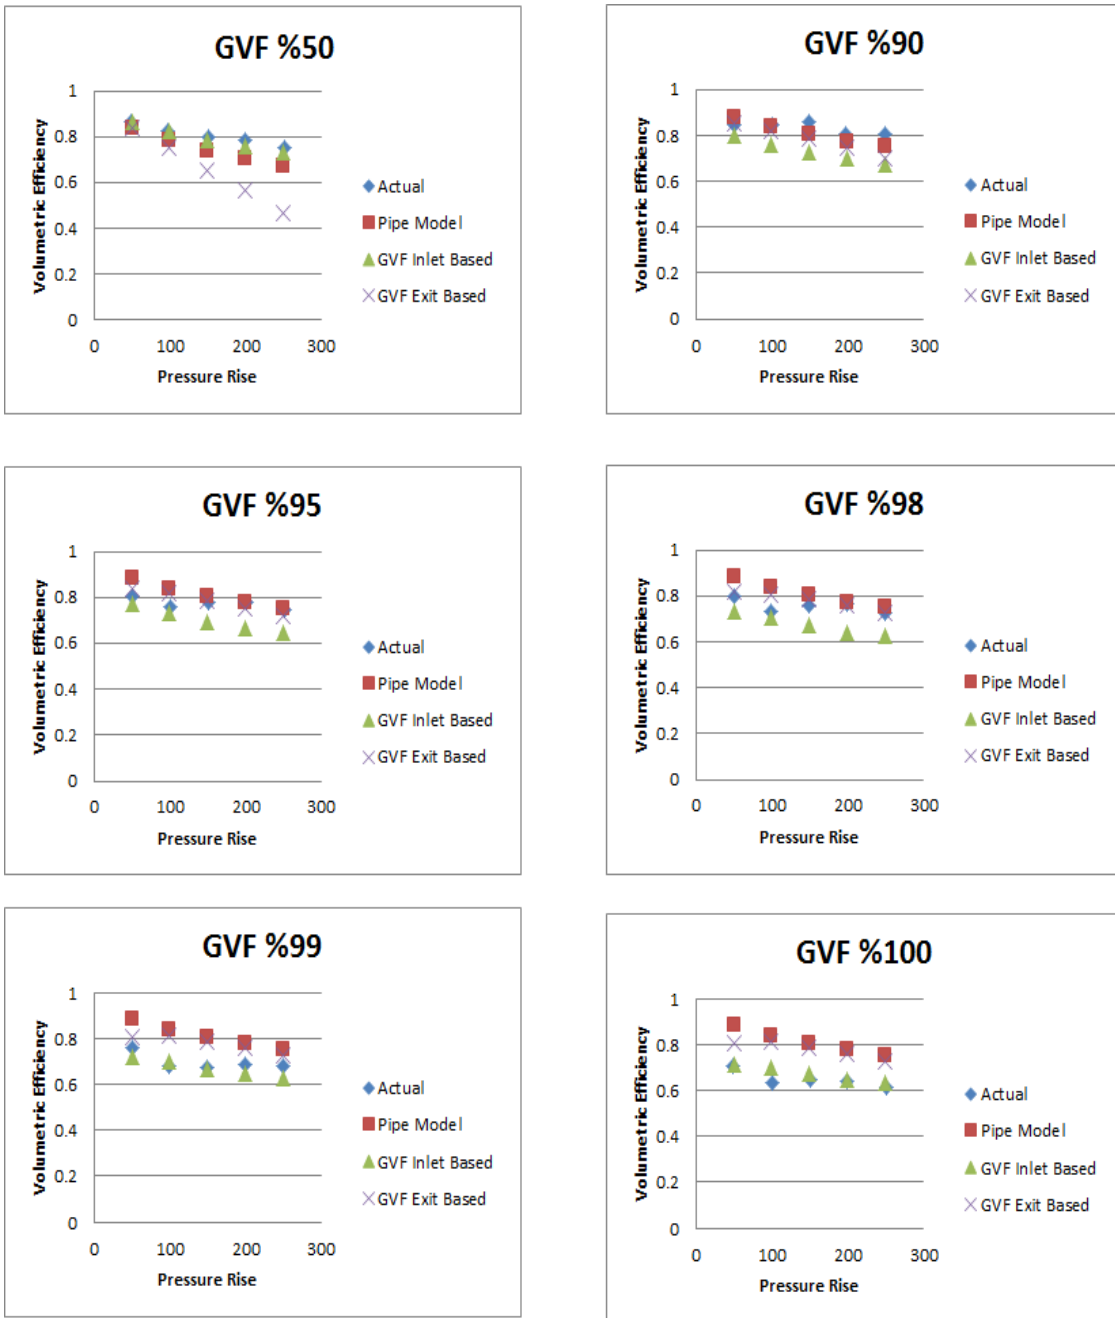 GVF %50
1
0.8
0.6
0.4
0.2
0
0 100 200 300
Volumetric Efficiency
Pressure Rise
Actual
Pipe Model
GVF Inlet Based
GVF Exit Based
GVF %90
1
0.8
0.6
0.4
0.2
0
0 100 200 300
Volumetric Efficiency
Pressure Rise
Actual
Pipe Model
GVF Inlet Based
GVF Exit Based
GVF %95
1
0.8
0.6
0.4
0.2
0
0 100 200 300
Volumetric Efficiency
Pressure Rise
Actual
Pipe Model
GVF Inlet Based
GVF Exit Based
GVF %98
1
0.8
0.6
0.4
0.2
0
0 100 200 300
Volumetric Efficiency
Pressure Rise
Actual
Pipe Model
GVF Inlet Based
GVF Exit Based
GVF %99
1
0.8
0.6
0.4
0.2
0
0 100 200 300
Volumetric Efficiency
Pressure Rise
Actual
Pipe Model
GVF Inlet Based
GVF Exit Based
GVF %100
1
0.8
0.6
0.4
0.2
0
0 100 200 300
Volumetric Efficiency
Pressure Rise
Actual
Pipe Model
GVF Inlet Based
GVF Exit Based